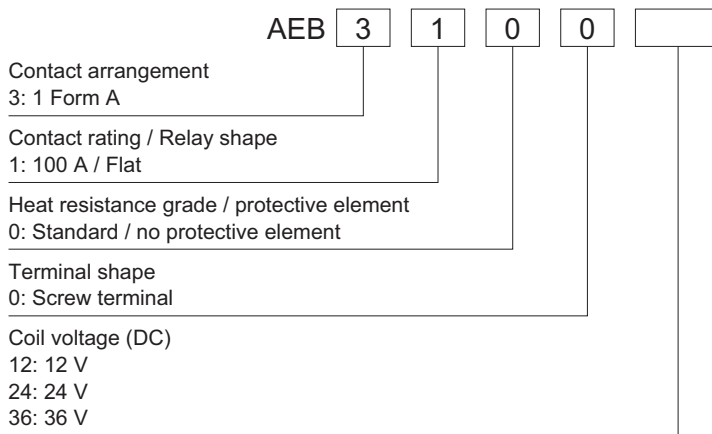 AEB 3 1 0 0
Contact arrangement
3: 1 Form A
Contact rating / Relay shape
1: 100 A / Flat
Heat resistance grade / protective element
0: Standard / no protective element
Terminal shape
0: Screw terminal
Coil voltage (DC)
12: 12 V
24: 24 V
36: 36 V